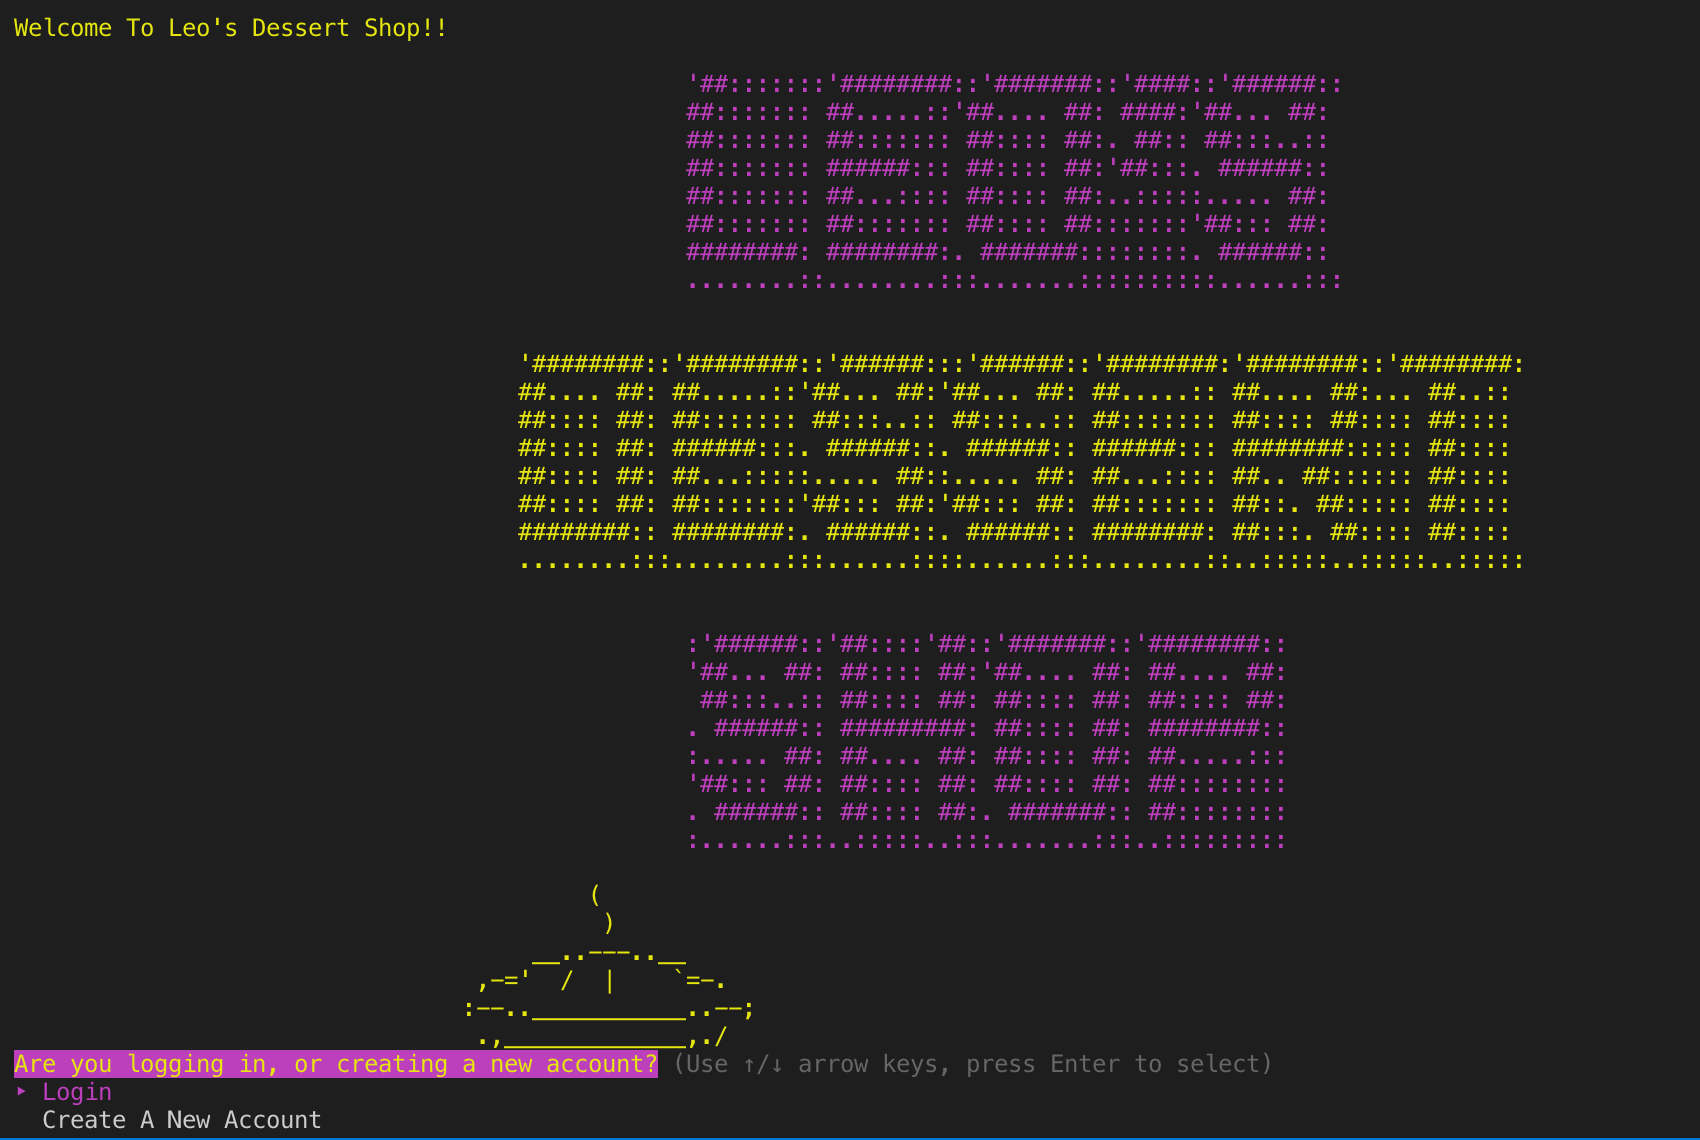 Welcome To Leo's Dessert Shop!!
'##:::::::'########::'#######::'####::'######::
##::::::: ##.....::'##.... ##: ####:'##... ##:
##::::::: ##::::::: ##:::: ##:. ##:: ##:::..::
##::::::: ######::: ##:::: ##:'##:::. ######::
##::::::: ##...:::: ##:::: ##:..:::::..... ##:
##::::::: ##::::::: ##:::: ##:::::::'##::: ##:
########: ########:. #######::::::::. ######::
........::........:::.......::::::::::......:::
'########::'########::'######:::'######::'########:'########::'########:
##.... ##: ##.....::'##... ##:'##... ##: ##.....:: ##.... ##:... ##..::
##:::: ##: ##::::::: ##:::..:: ##:::..:: ##::::::: ##:::: ##:::: ##::::
##:::: ##: ######:::. ######::. ######:: ######::: ########::::: ##::::
##:::: ##: ##...:::::..... ##::..... ##: ##...:::: ##.. ##:::::: ##::::
##:::: ##: ##:::::::'##::: ##:'##::: ##: ##::::::: ##::. ##::::: ##::::
########:: ########:. ######::. ######:: ########: ##:::. ##:::: ##::::
........:::........:::......::::......:::........::..:::::..:::::..:::::
:'######::'##::::'##::'#######::'########::
'##... ##: ##:::: ##:'##.... ##: ##.... ##:
 ##:::..:: ##:::: ##: ##:::: ##: ##:::: ##:
. ######:: #########: ##:::: ##: ########::
:..... ##: ##.... ##: ##:::: ##: ##.....:::
'##::: ##: ##:::: ##: ##:::: ##: ##::::::::
. ######:: ##:::: ##:. #######:: ##::::::::
:......:::..:::::..:::.......:::..:::::::::
(
)
__..---..__
,-='  /  |    `=-.
:--..___________..--;
.,_____________,./
Are you logging in, or creating a new account? (Use ↑/↓ arrow keys, press Enter to select)
‣ Login
Create A New Account